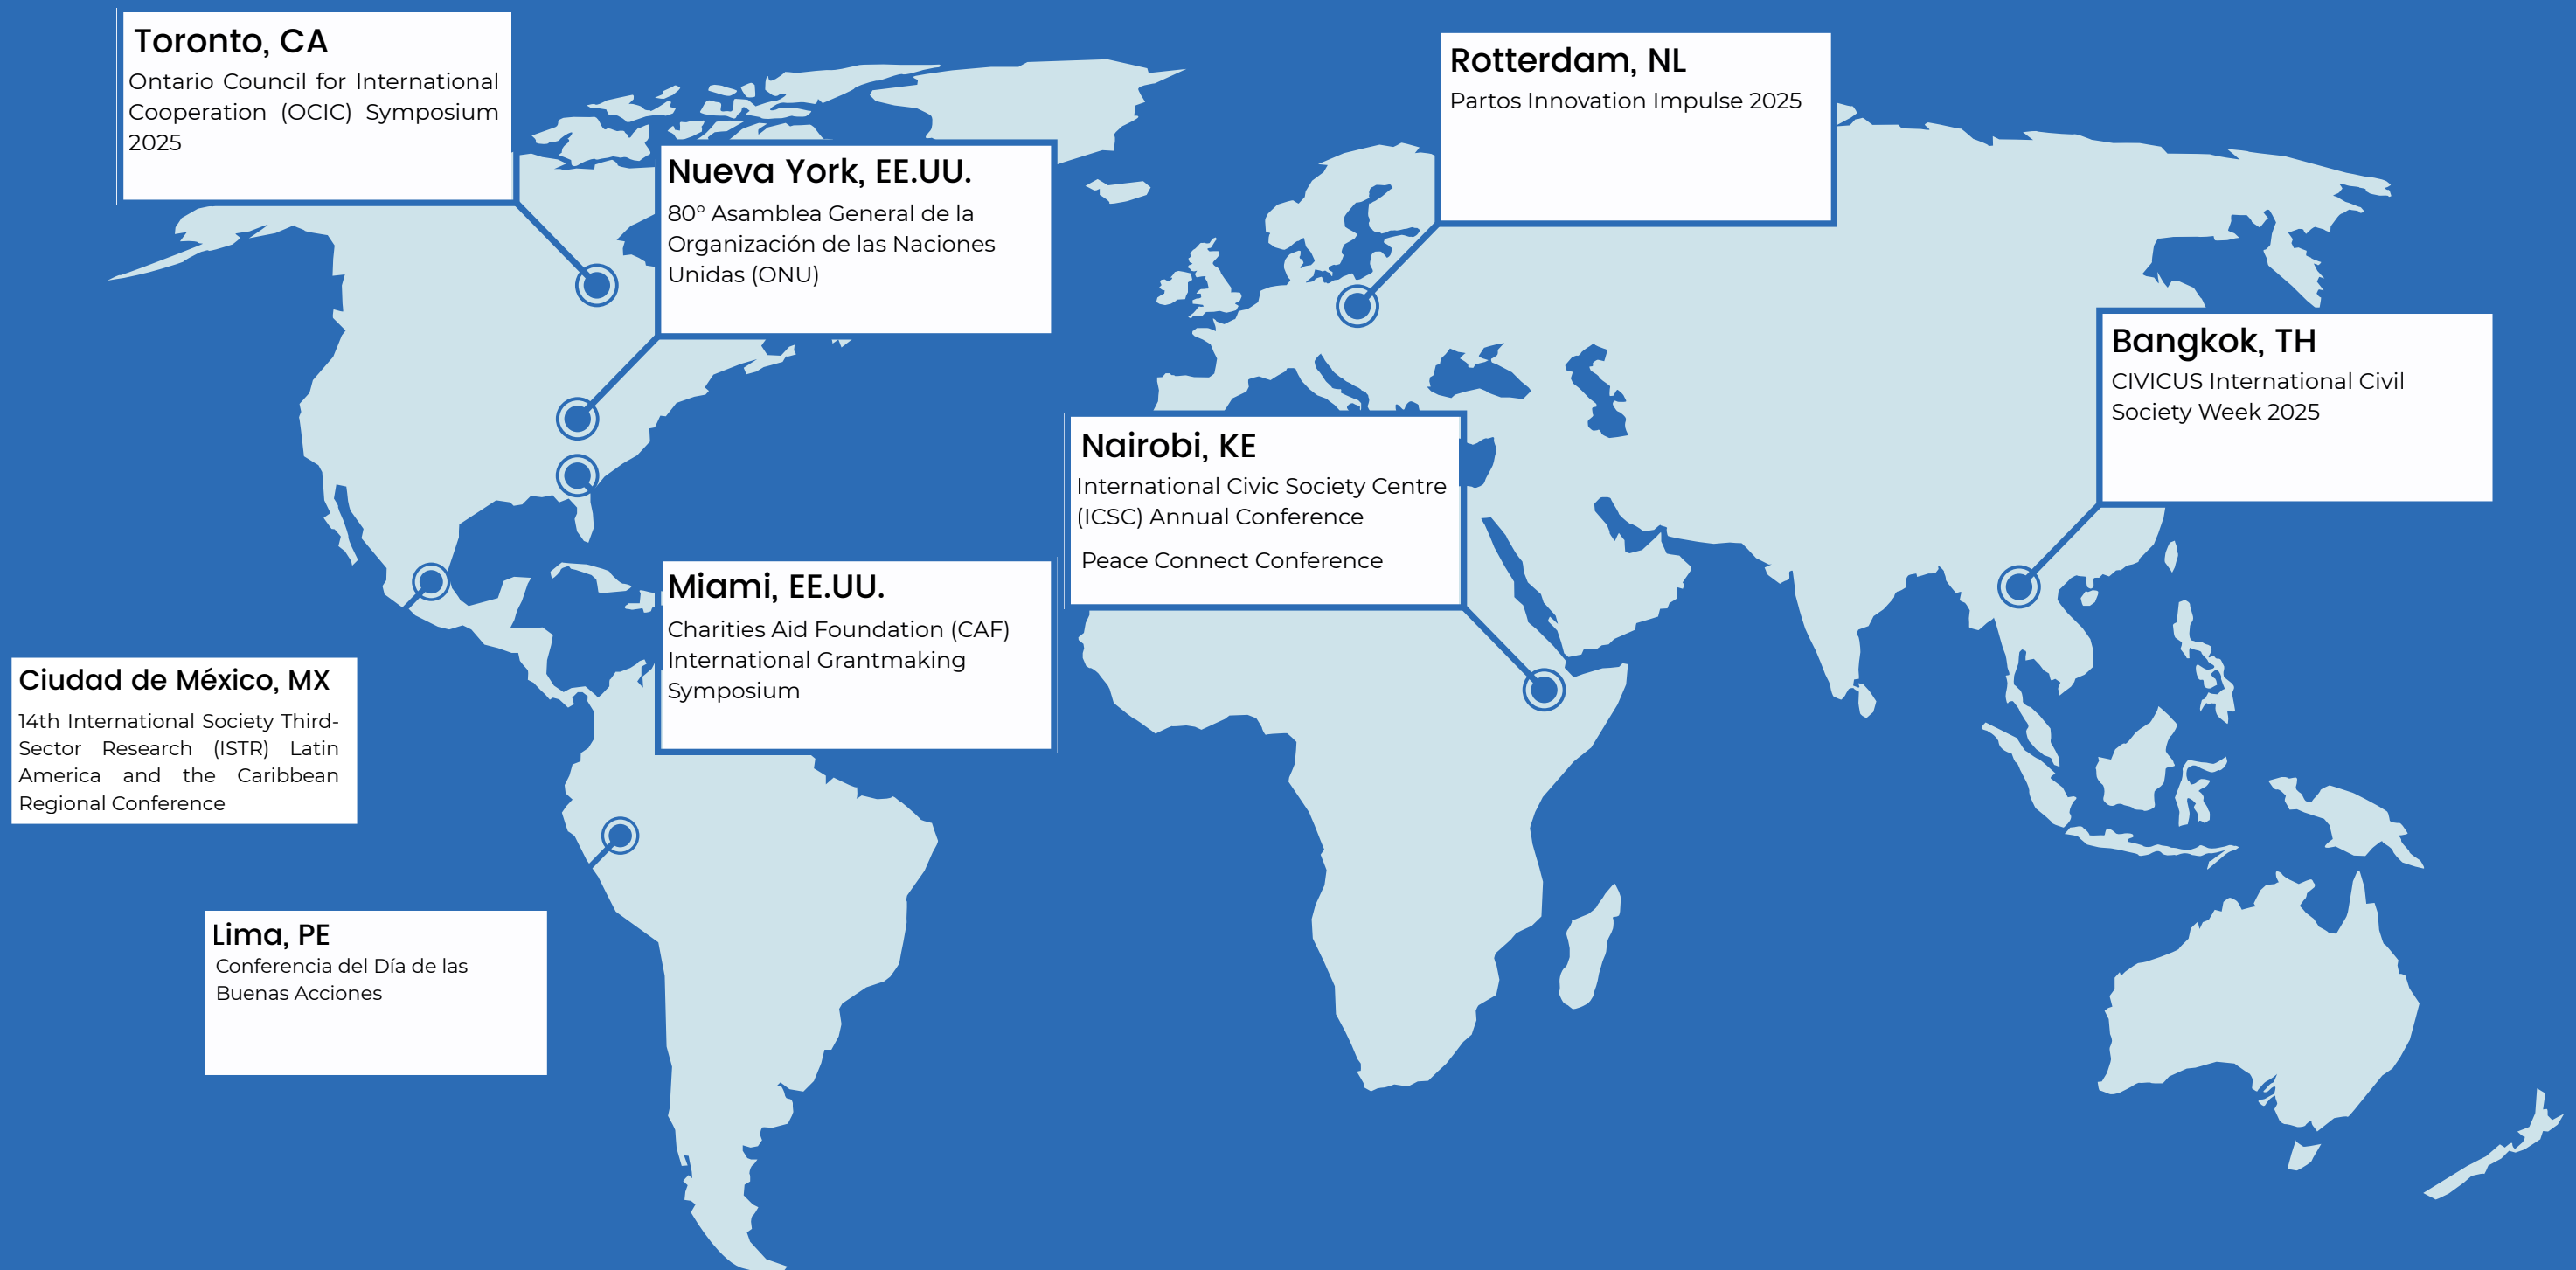 Toronto, CA
Ontario Council for International
Cooperation (OCIC) Symposium
2025
Nueva York, EE.UU.
80° Asamblea General de la
Organización de las Naciones
Unidas (ONU)
Rotterdam, NL
Partos Innovation Impulse 2025
Bangkok, TH
CIVICUS International Civil
Society Week 2025
Nairobi, KE
International Civic Society Centre
(ICSC) Annual Conference
Peace Connect Conference
Miami, EE.UU.
Charities Aid Foundation (CAF)
International Grantmaking
Symposium
Ciudad de México, MX
14th International Society Third-
Sector Research (ISTR) Latin
America and the Caribbean
Regional Conference
Lima, PE
Conferencia del Día de las
Buenas Acciones